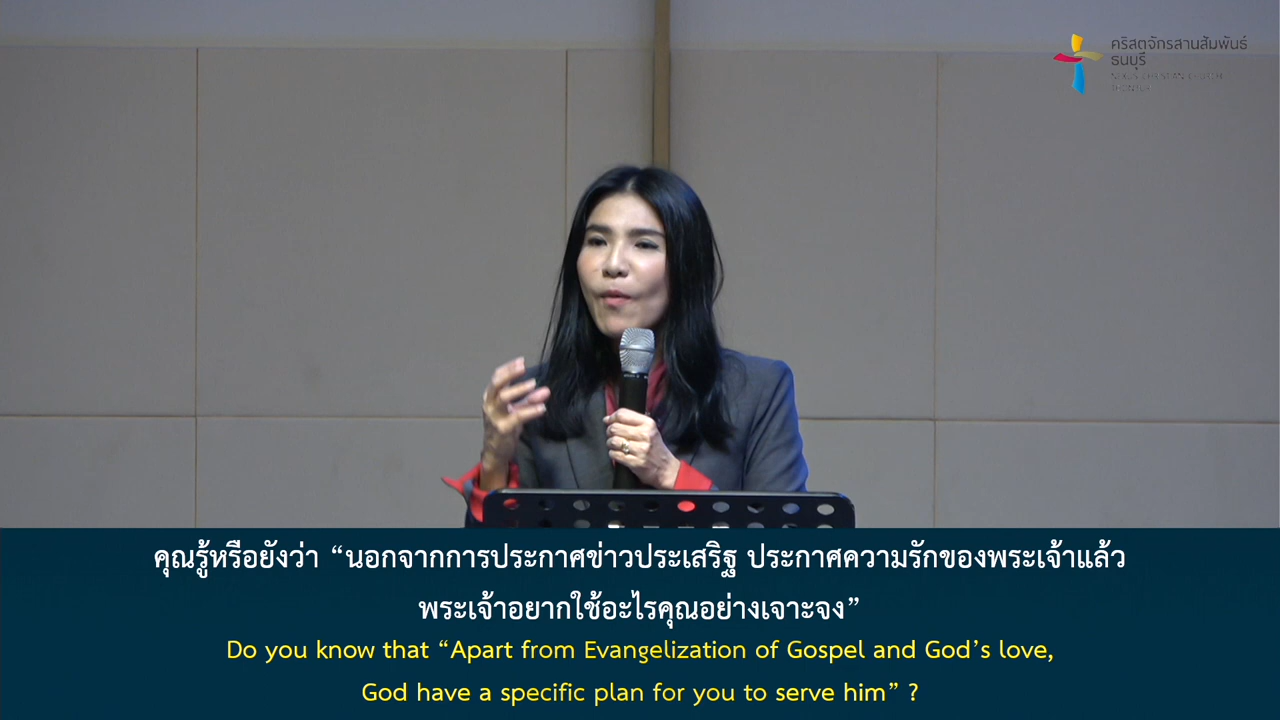 คริสตจักรสานสัมพันธ์
ธนบุรี
NEXUS CHRISTIAN CHURCH
THONBURI
คุณรู้หรือยังว่า “นอกจากการประกาศข่าวประเสริฐ ประกาศความรักของพระเจ้าแล้ว
พระเจ้าอยากใช้อะไรคุณอย่างเจาะจง”
Do you know that “Apart from Evangelization of Gospel and God’s love,
God have a specific plan for you to serve him” ?